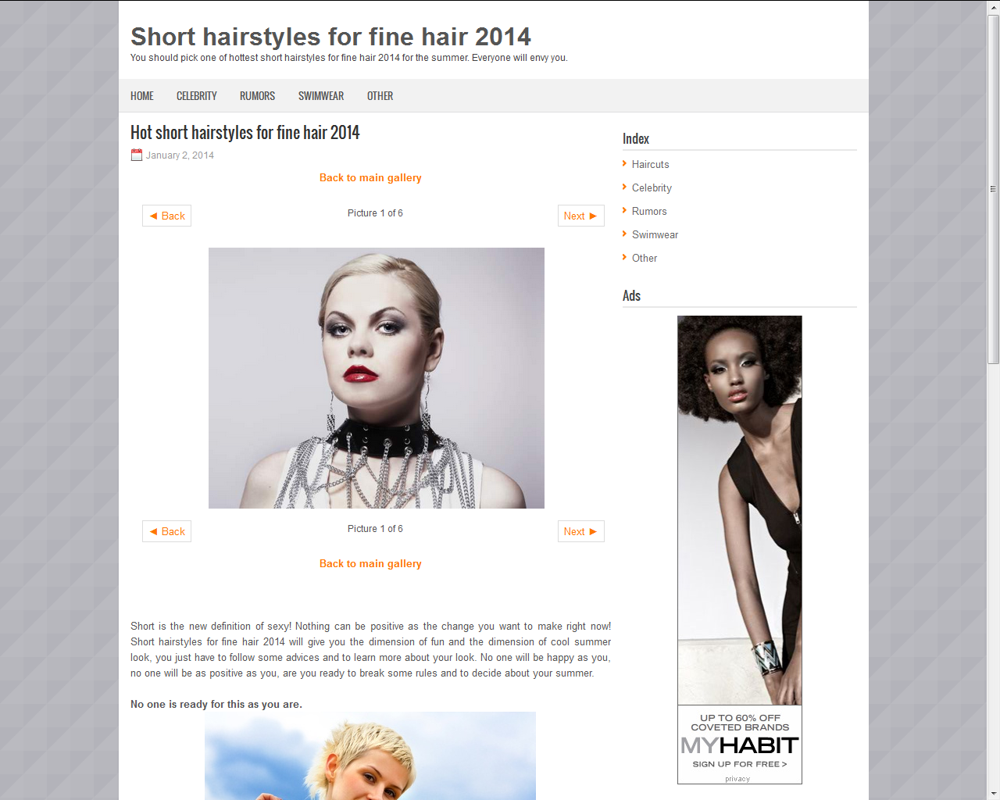 Short hairstyles for fine hair 2014
You should pick one of hottest short hairstyles for fine hair 2014 for the summer. Everyone will envy you.
HOME CELEBRITY RUMORS SWIMWEAR OTHER
Hot short hairstyles for fine hair 2014
January 2, 2014
Back to main gallery
◄ Back Picture 1 of 6 Next ►
◄ Back Picture 1 of 6 Next ►
Back to main gallery
Short is the new definition of sexy! Nothing can be positive as the change you want to make right now!
Short hairstyles for fine hair 2014 will give you the dimension of fun and the dimension of cool summer
look, you just have to follow some advices and to learn more about your look. No one will be happy as you,
no one will be as positive as you, are you ready to break some rules and to decide about your summer.
No one is ready for this as you are.
Index
Haircuts
Celebrity
Rumors
Swimwear
Other
Ads
UP TO 60% OFF
COVETED BRANDS
MYHABIT
SIGN UP FOR FREE >
privacy